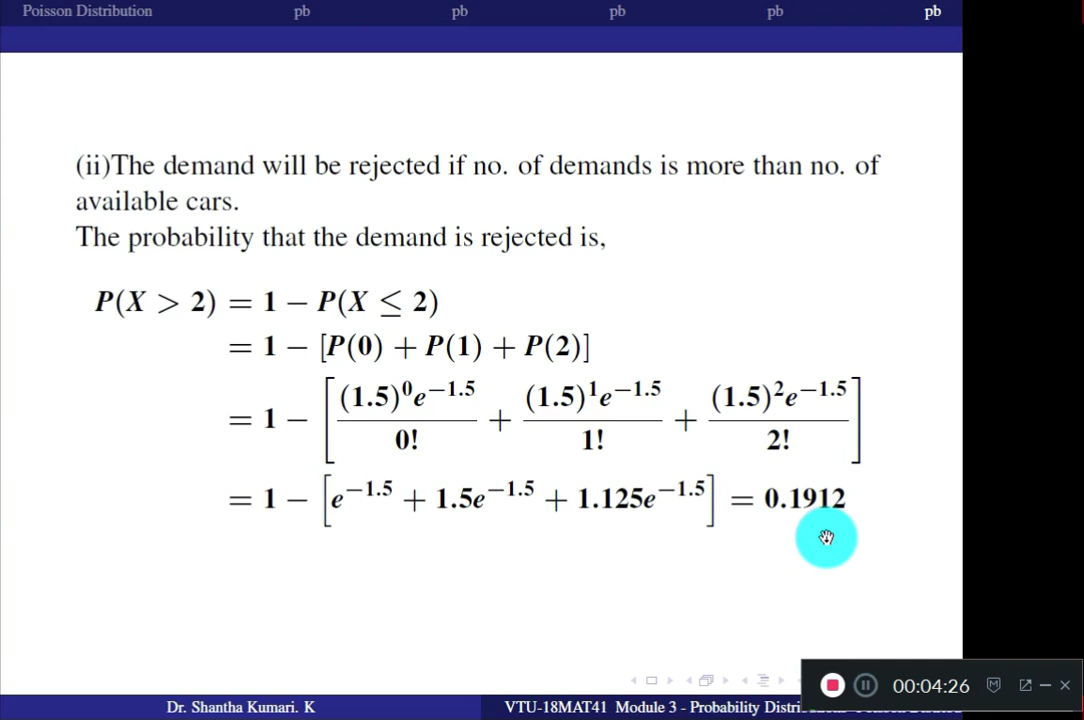 Poisson Distribution pb pb pb pb pb
(ii)The demand will be rejected if no. of demands is more than no. of
available cars.
The probability that the demand is rejected is,
P(X > 2) = 1 − P(X ≤ 2)
= 1 − [P(0) + P(1) + P(2)]
= 1 − [(1.5)⁰e^−1.5 / 0! + (1.5)¹e^−1.5 / 1! + (1.5)²e^−1.5 / 2!]
= 1 − [e^−1.5 + 1.5e^−1.5 + 1.125e^−1.5] = 0.1912
00:04:26
Dr. Shantha Kumari. K VTU-18MAT41 Module 3 - Probability